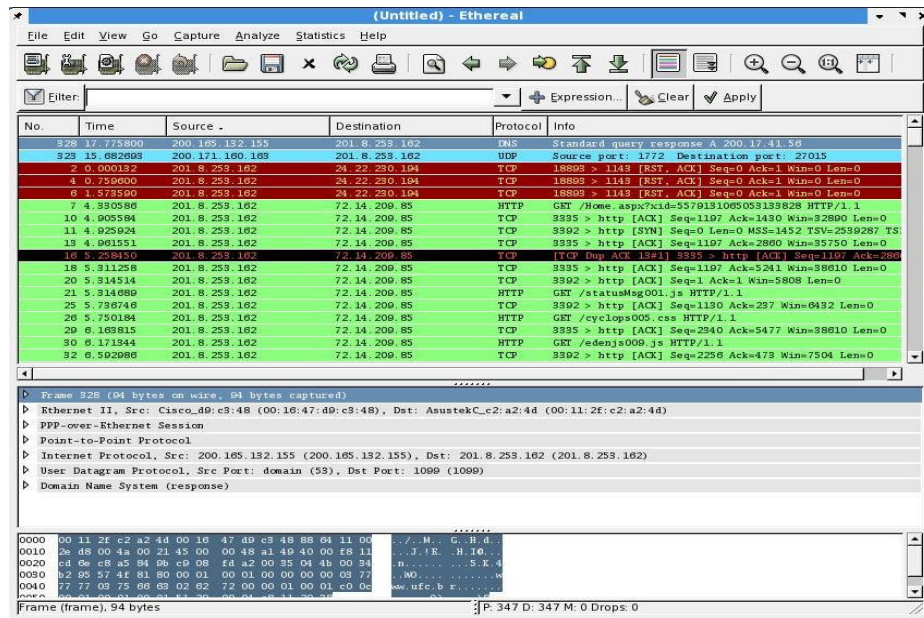 (Untitled) - Ethereal
File Edit View Go Capture Analyze Statistics Help
Filter: Expression... Clear Apply
No. Time Source Destination Protocol Info
328 17.775800 200.165.132.155 201.8.253.162 DNS Standard query response A 200.17.41.56
323 15.682693 200.171.160.163 201.8.253.162 UDP Source port: 1772 Destination port: 27015
2 0.000132 201.8.253.162 24.22.230.194 TCP 18893 > 1143 [RST, ACK] Seq=0 Ack=1 Win=0 Len=0
4 0.759600 201.8.253.162 24.22.230.194 TCP 18893 > 1143 [RST, ACK] Seq=0 Ack=1 Win=0 Len=0
6 1.573590 201.8.253.162 24.22.230.194 TCP 18893 > 1143 [RST, ACK] Seq=0 Ack=1 Win=0 Len=0
7 4.330586 201.8.253.162 72.14.209.85 HTTP GET /Home.aspx?xid=5579131065053133828 HTTP/1.1
10 4.905584 201.8.253.162 72.14.209.85 TCP 3335 > http [ACK] Seq=1197 Ack=1430 Win=32890 Len=0
11 4.925924 201.8.253.162 72.14.209.85 TCP 3392 > http [SYN] Seq=0 Len=0 MSS=1452 TSV=2539287 TS
13 4.961551 201.8.253.162 72.14.209.85 TCP 3335 > http [ACK] Seq=1197 Ack=2860 Win=35750 Len=0
16 5.258450 201.8.253.162 72.14.209.85 TCP [TCP Dup ACK 13#1] 3335 > http [ACK] Seq=1197 Ack=286
18 5.311258 201.8.253.162 72.14.209.85 TCP 3335 > http [ACK] Seq=1197 Ack=5241 Win=38610 Len=0
20 5.314514 201.8.253.162 72.14.209.85 TCP 3392 > http [ACK] Seq=1 Ack=1 Win=5808 Len=0
21 5.314689 201.8.253.162 72.14.209.85 HTTP GET /statusMsg001.js HTTP/1.1
25 5.736746 201.8.253.162 72.14.209.85 TCP 3392 > http [ACK] Seq=1130 Ack=237 Win=6432 Len=0
26 5.750184 201.8.253.162 72.14.209.85 HTTP GET /cyclops005.css HTTP/1.1
29 6.163815 201.8.253.162 72.14.209.85 TCP 3335 > http [ACK] Seq=2340 Ack=5477 Win=38610 Len=0
30 6.171344 201.8.253.162 72.14.209.85 HTTP GET /edenjs009.js HTTP/1.1
32 6.592986 201.8.253.162 72.14.209.85 TCP 3392 > http [ACK] Seq=2256 Ack=473 Win=7504 Len=0
Frame 328 (94 bytes on wire, 94 bytes captured)
Ethernet II, Src: Cisco_d9:c3:48 (00:16:47:d9:c3:48), Dst: AsustekC_c2:a2:4d (00:11:2f:c2:a2:4d)
PPP-over-Ethernet Session
Point-to-Point Protocol
Internet Protocol, Src: 200.165.132.155 (200.165.132.155), Dst: 201.8.253.162 (201.8.253.162)
User Datagram Protocol, Src Port: domain (53), Dst Port: 1099 (1099)
Domain Name System (response)
0000 00 11 2f c2 a2 4d 00 16 47 d9 c3 48 88 64 11 00 ../..M.. G..H.d..
0010 2e d8 00 4a 00 21 45 00 00 48 a1 49 40 00 f8 11 ...J.!E. .H.I@...
0020 cd 6e c8 a5 84 9b c9 08 fd a2 00 35 04 4b 00 34 .n...... ...5.K.4
0030 b2 95 57 4f 81 80 00 01 00 01 00 00 00 00 03 77 ..WO.... .......w
0040 77 77 03 75 66 63 02 62 72 00 00 01 00 01 c0 0c ww.ufc.b r.......
Frame (frame), 94 bytes P: 347 D: 347 M: 0 Drops: 0